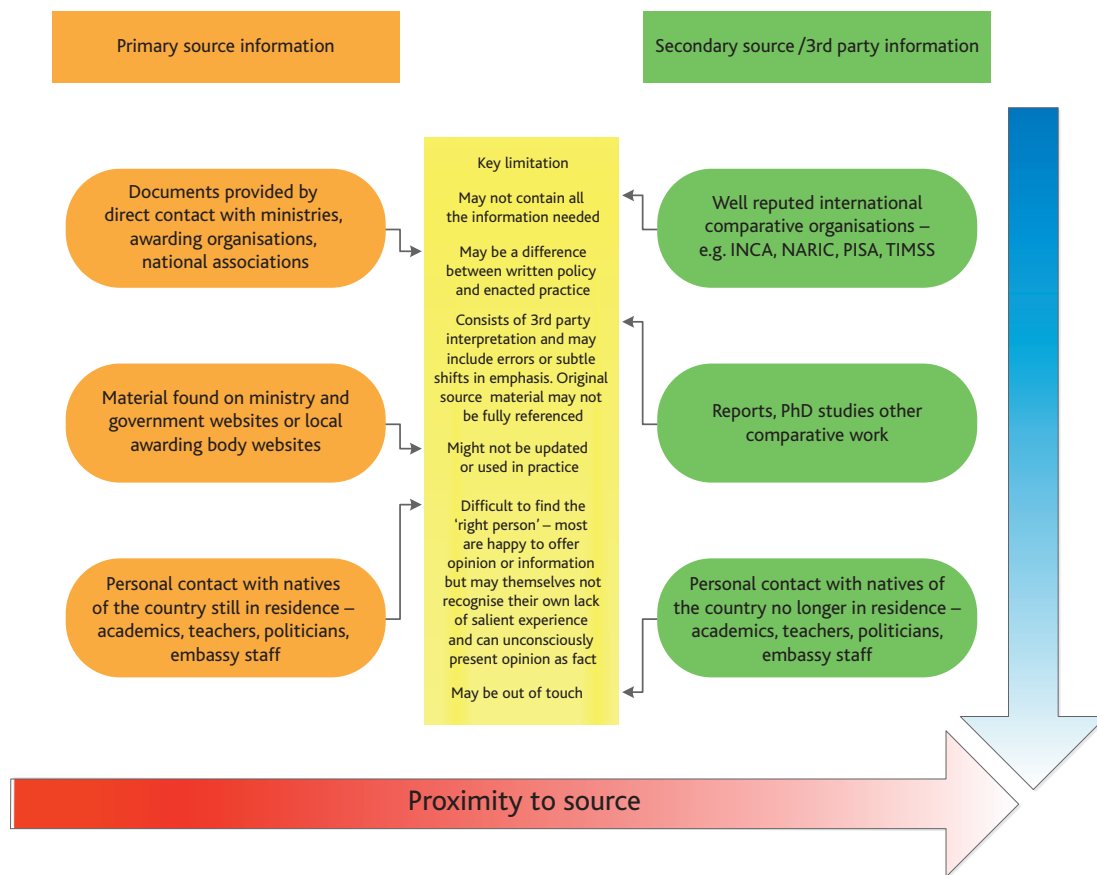 Primary source information
Secondary source /3rd party information
Documents provided by
direct contact with ministries,
awarding organisations,
national associations
Material found on ministry and
government websites or local
awarding body websites
Personal contact with natives
of the country still in residence –
academics, teachers, politicians,
embassy staff
Key limitation
May not contain all
the information needed
May be a difference
between written policy
and enacted practice
Consists of 3rd party
interpretation and may
include errors or subtle
shifts in emphasis. Original
source material may not
be fully referenced
Might not be updated
or used in practice
Difficult to find the
‘right person’ – most
are happy to offer
opinion or information
but may themselves not
recognise their own lack
of salient experience
and can unconsciously
present opinion as fact
May be out of touch
Well reputed international
comparative organisations –
e.g. INCA, NARIC, PISA, TIMSS
Reports, PhD studies other
comparative work
Personal contact with natives of
the country no longer in residence –
academics, teachers, politicians,
embassy staff
Proximity to source